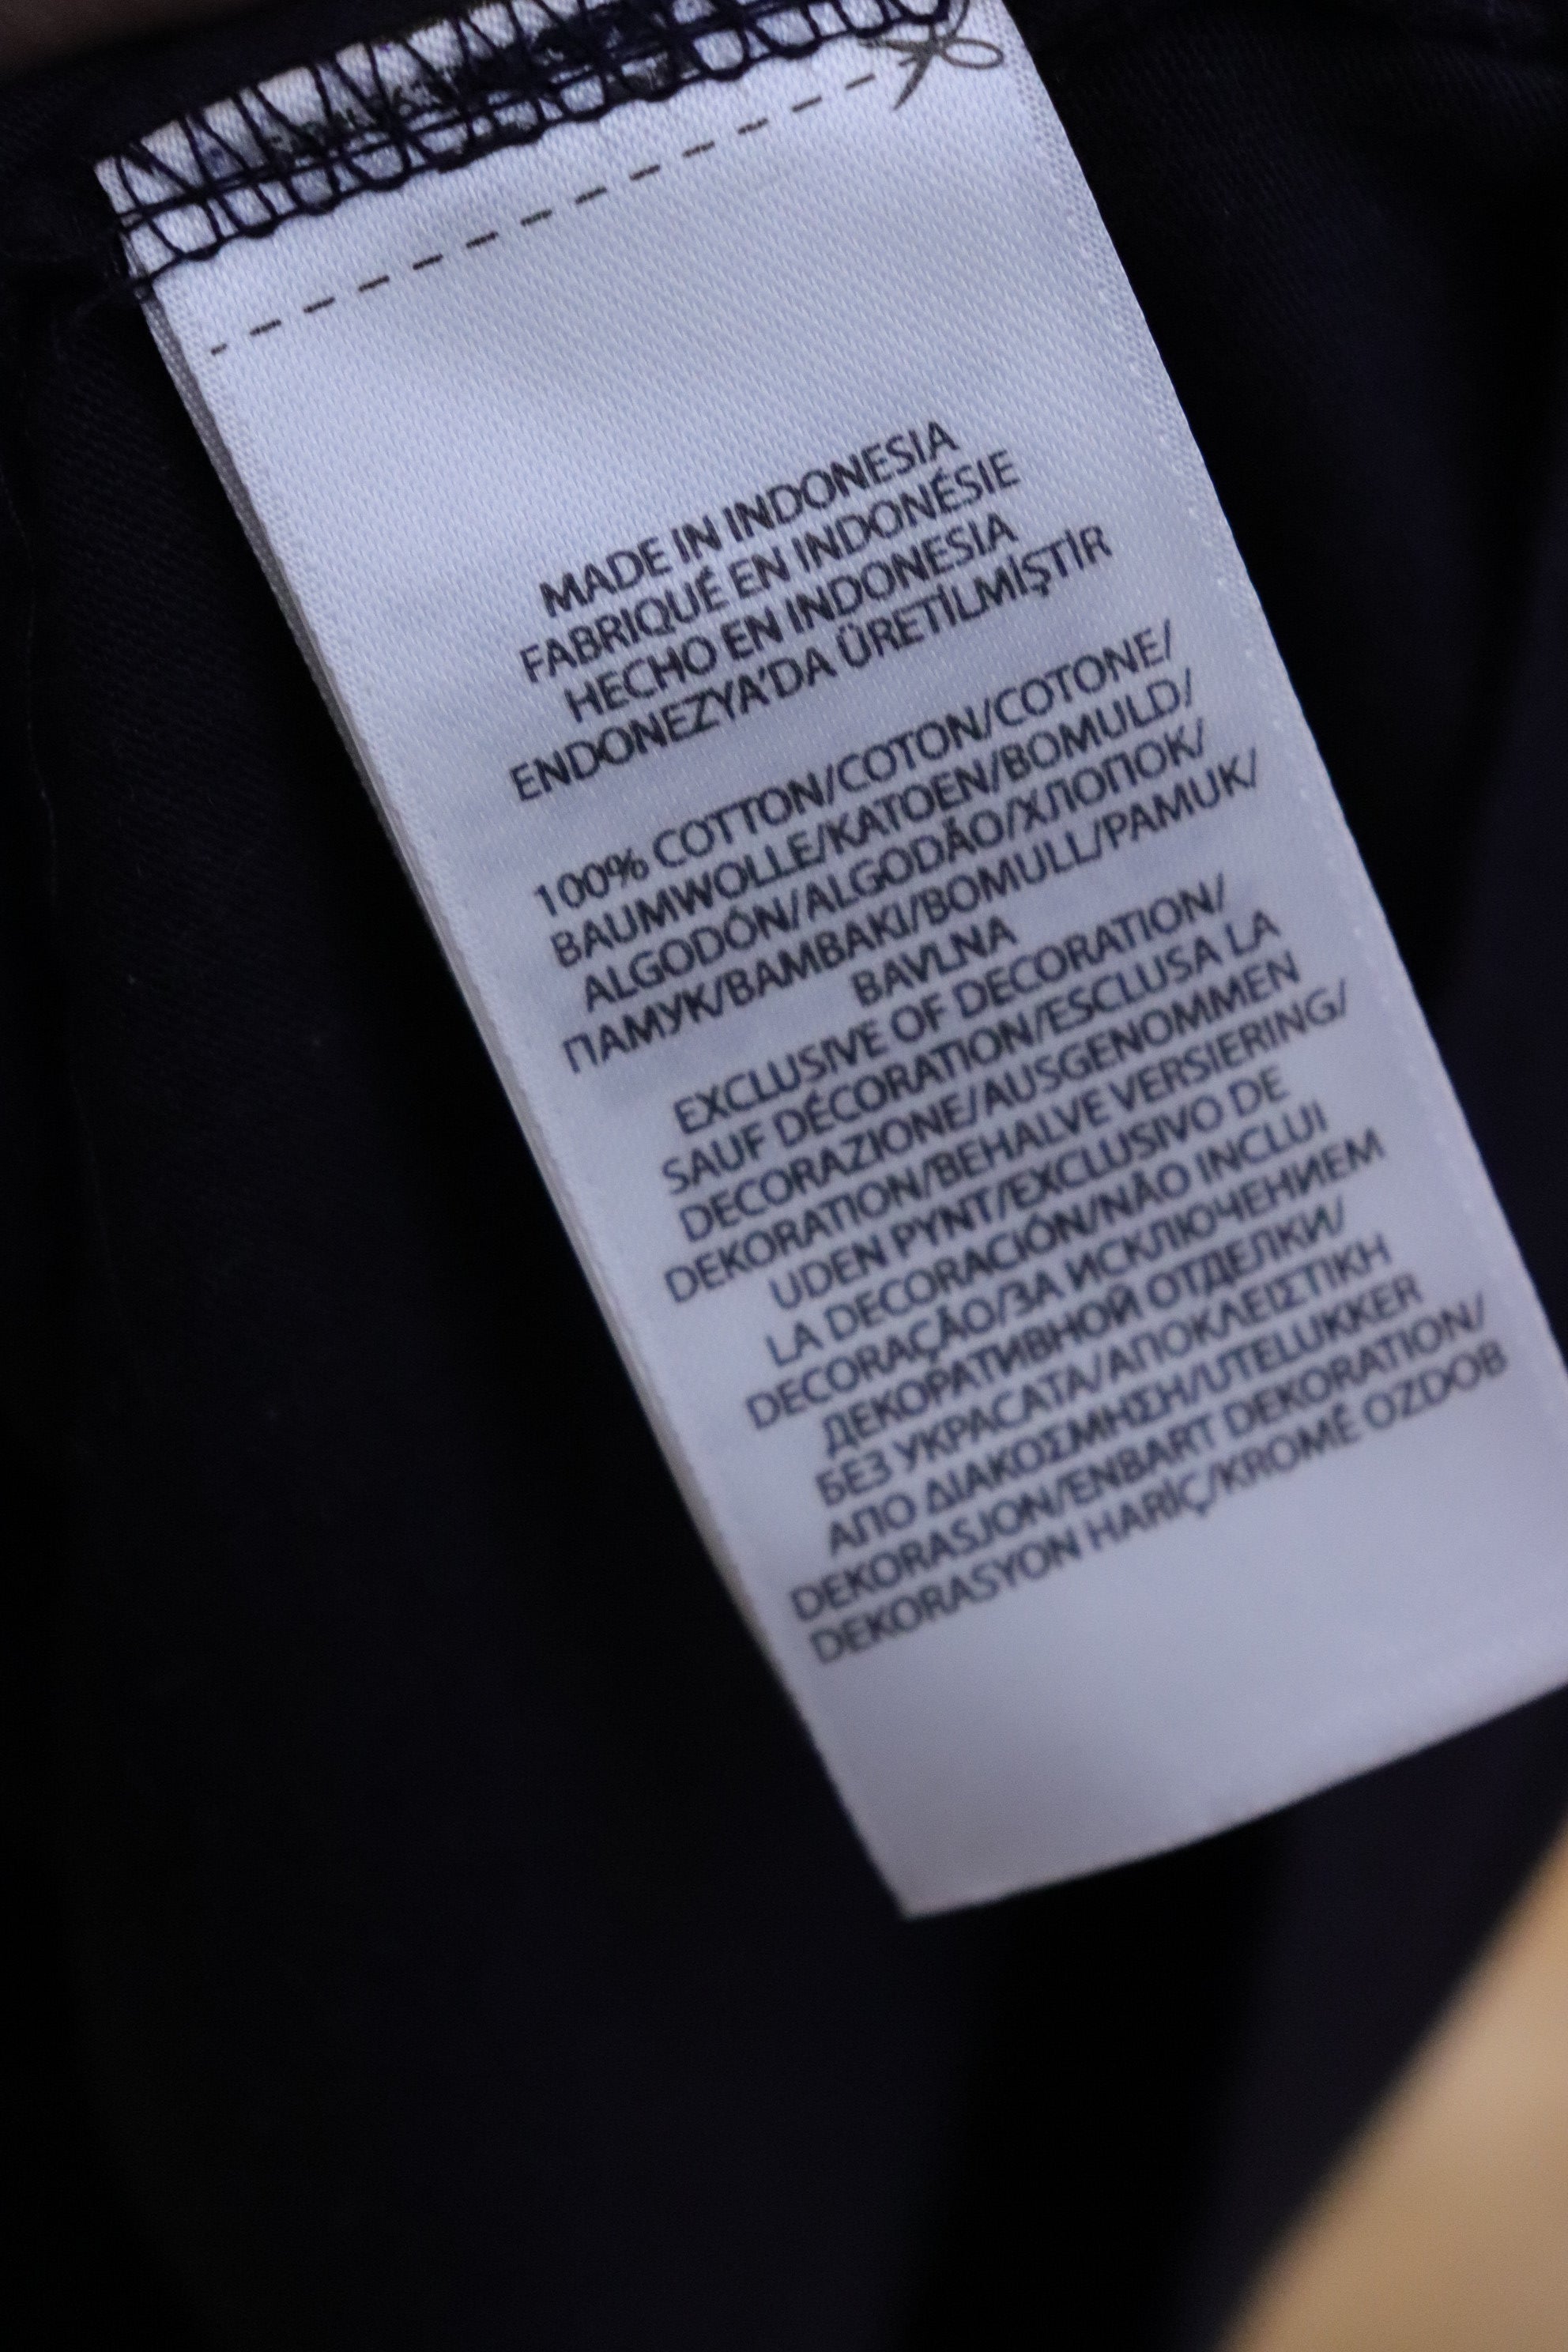 MADE IN INDONESIA
FABRIQUÉ EN INDONÉSIE
HECHO EN INDONESIA
ENDONEZYA'DA ÜRETİLMİŞTİR
100% COTTON/COTON/COTONE/
BAUMWOLLE/KATOEN/BOMULD/
ALGODÓN/ALGODÃO/ХЛОПОК/
ПАМУК/BAMBAKI/BOMULL/PAMUK/
BAVLNA
EXCLUSIVE OF DECORATION/
SAUF DÉCORATION/ESCLUSA LA
DECORAZIONE/AUSGENOMMEN
DEKORATION/BEHALVE VERSIERING/
UDEN PYNT/EXCLUSIVO DE
LA DECORACIÓN/NÃO INCLUI
DECORAÇÃO/ЗА ИСКЛЮЧЕНИЕМ
ДЕКОРАТИВНОЙ ОТДЕЛКИ/
БЕЗ УКРАСАТА/ΑΠΟΚΛΕΙΣΤΙΚΗ
ΑΠΟ ΔΙΑΚΟΣΜΗΣΗ/UTELUKKER
DEKORASJON/ENBART DEKORATION/
DEKORASYON HARİÇ/KROMĚ OZDOB